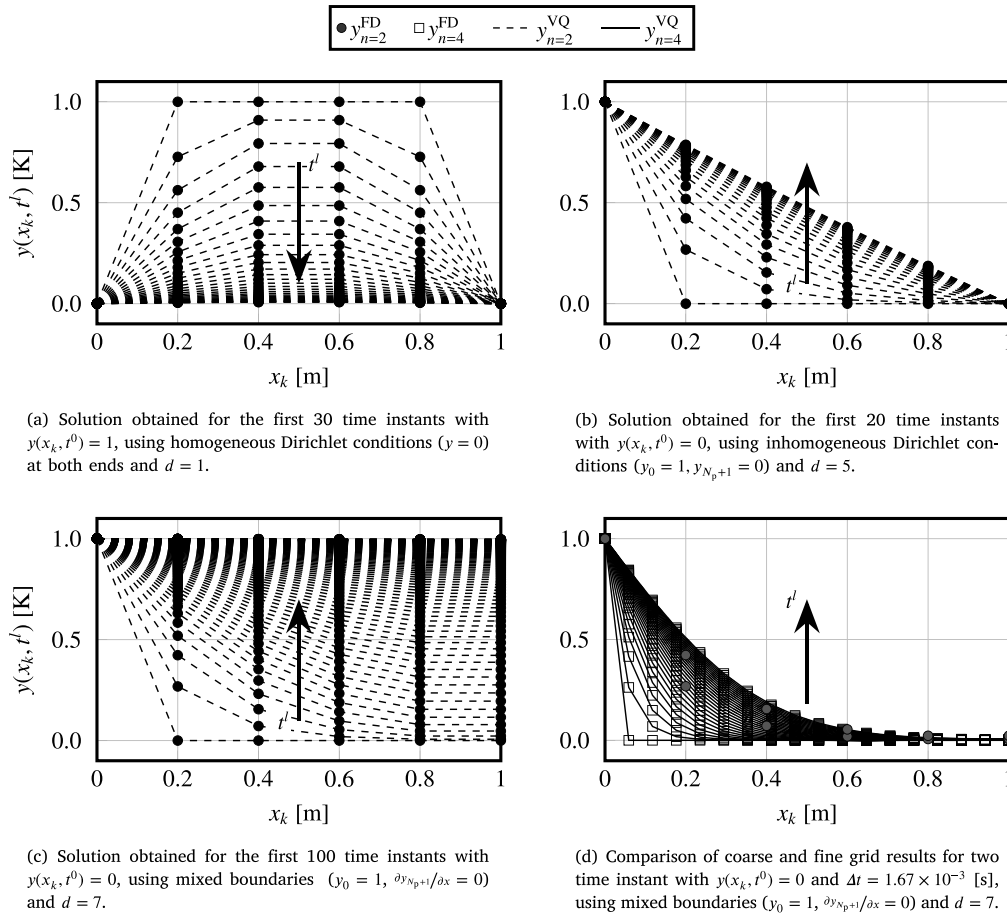 y^FD_n=2 y^FD_n=4 y^VQ_n=2 y^VQ_n=4
1.0
0.5
0.0
y(x_k, t^l) [K]
t^l
0 0.2 0.4 0.6 0.8 1
x_k [m]
(a) Solution obtained for the first 30 time instants with
y(x_k, t^0) = 1, using homogeneous Dirichlet conditions (y = 0)
at both ends and d = 1.
1.0
0.5
0.0
t^l
0 0.2 0.4 0.6 0.8 1
x_k [m]
(b) Solution obtained for the first 20 time instants
with y(x_k, t^0) = 0, using inhomogeneous Dirichlet con-
ditions (y_0 = 1, y_{N_p+1} = 0) and d = 5.
1.0
0.5
0.0
y(x_k, t^l) [K]
t^l
0 0.2 0.4 0.6 0.8 1
x_k [m]
(c) Solution obtained for the first 100 time instants with
y(x_k, t^0) = 0, using mixed boundaries (y_0 = 1, ∂y_{N_p+1}/∂x = 0)
and d = 7.
1.0
0.5
0.0
t^l
0 0.2 0.4 0.6 0.8 1
x_k [m]
(d) Comparison of coarse and fine grid results for two
time instant with y(x_k, t^0) = 0 and Δt = 1.67 × 10^−3 [s],
using mixed boundaries (y_0 = 1, ∂y_{N_p+1}/∂x = 0) and d = 7.